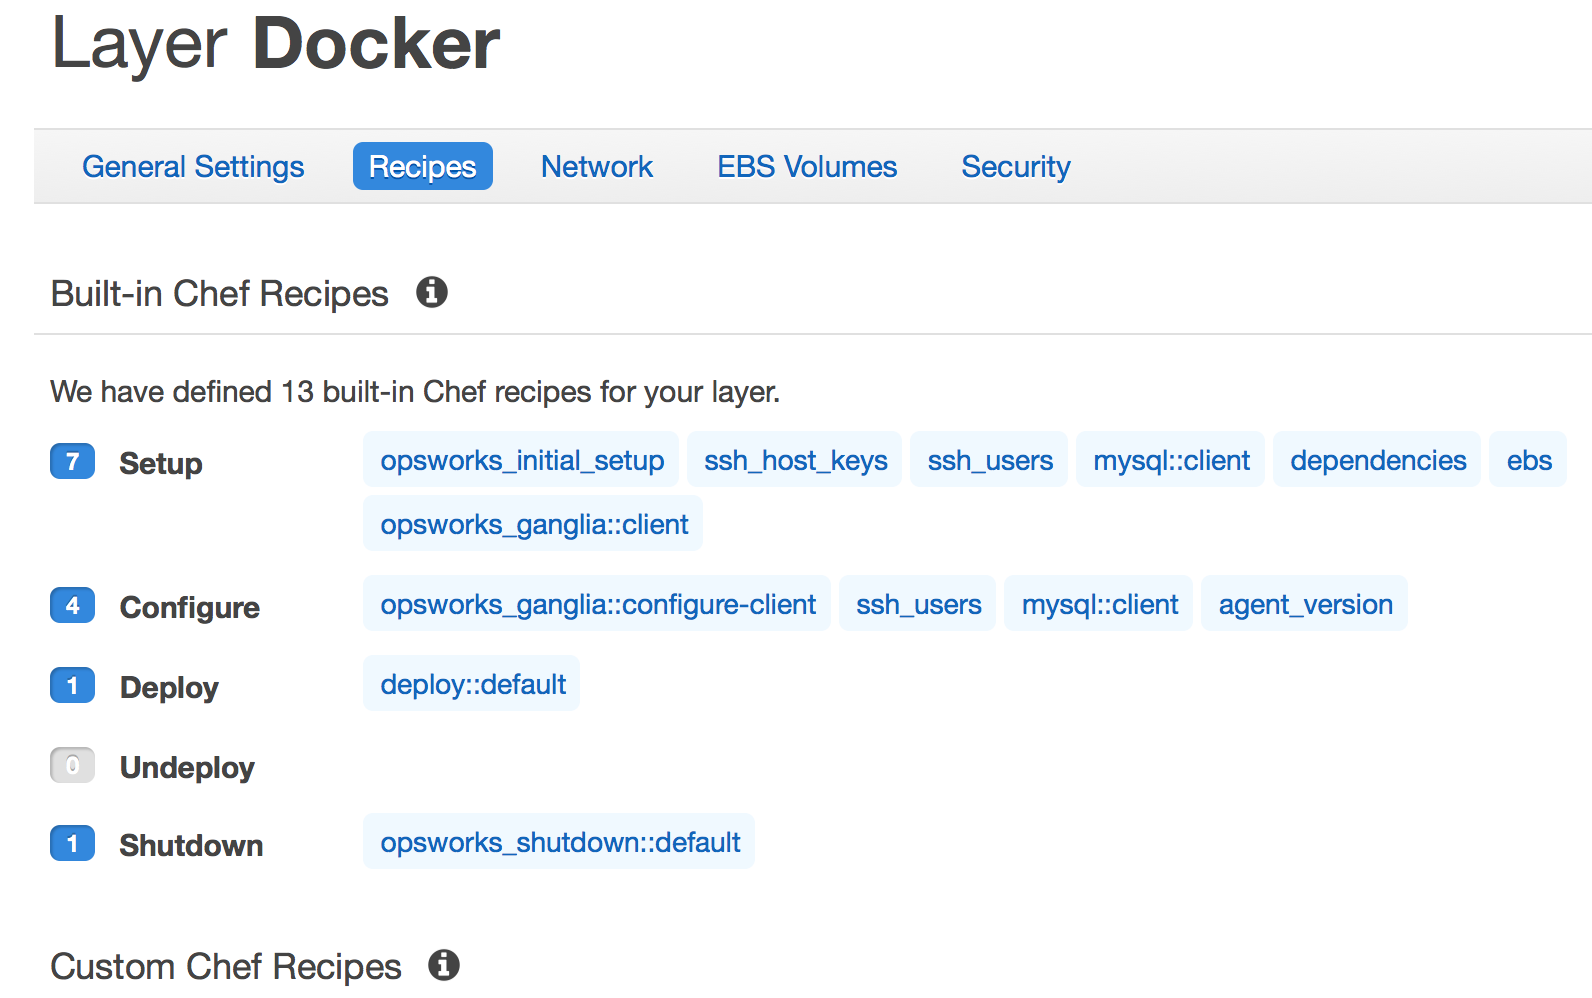 Layer Docker
General Settings Recipes Network EBS Volumes Security
Built-in Chef Recipes
We have defined 13 built-in Chef recipes for your layer.
7 Setup opsworks_initial_setup ssh_host_keys ssh_users mysql::client dependencies ebs
opsworks_ganglia::client
4 Configure opsworks_ganglia::configure-client ssh_users mysql::client agent_version
1 Deploy deploy::default
0 Undeploy
1 Shutdown opsworks_shutdown::default
Custom Chef Recipes